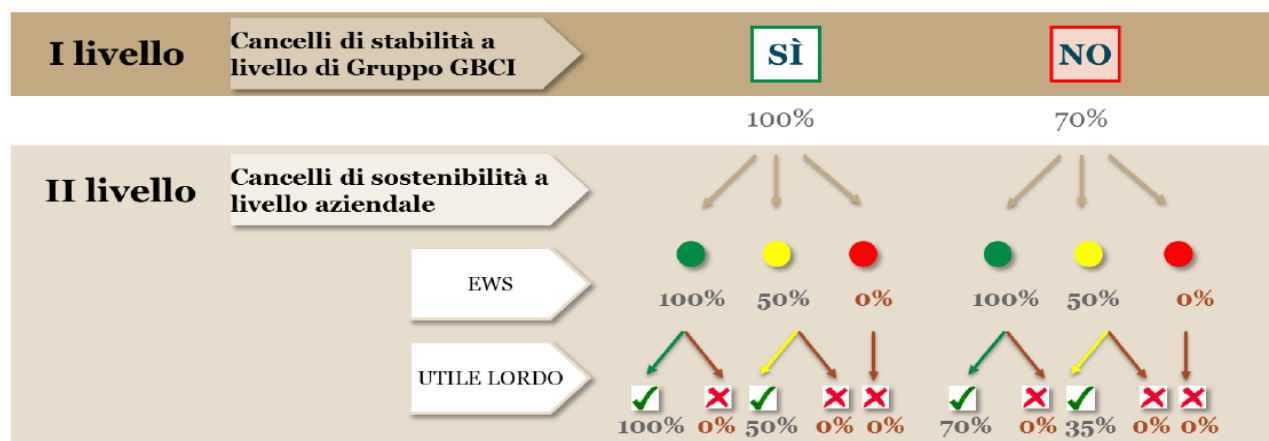 I livello
Cancelli di stabilità a
livello di Gruppo GBCI
SÌ
NO
100%
70%
II livello
Cancelli di sostenibilità a
livello aziendale
EWS
100% 50% 0% 100% 50% 0%
UTILE LORDO
100% 0% 50% 0% 0% 70% 0% 35% 0% 0%